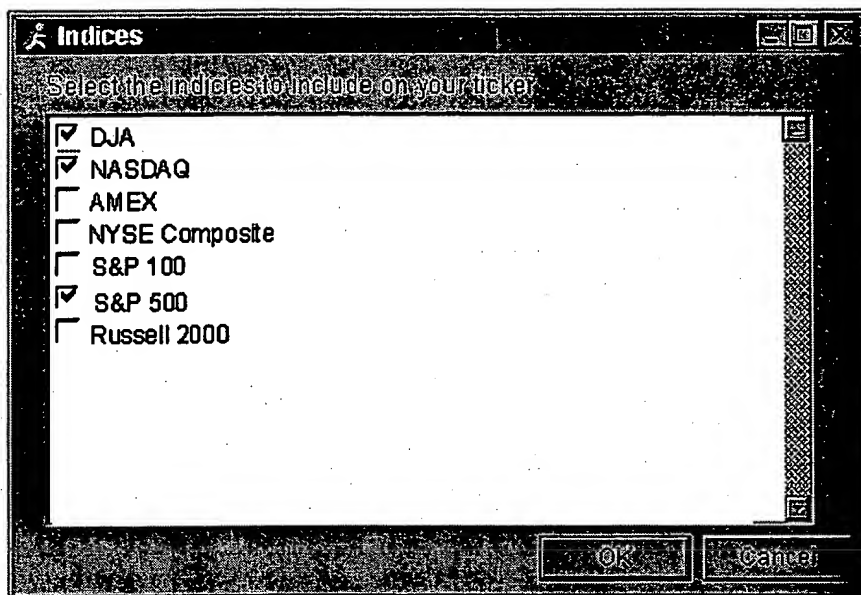 Indices
Select the indicies to include on your ticker
DJA
NASDAQ
AMEX
NYSE Composite
S&P 100
S&P 500
Russell 2000
OK Cancel